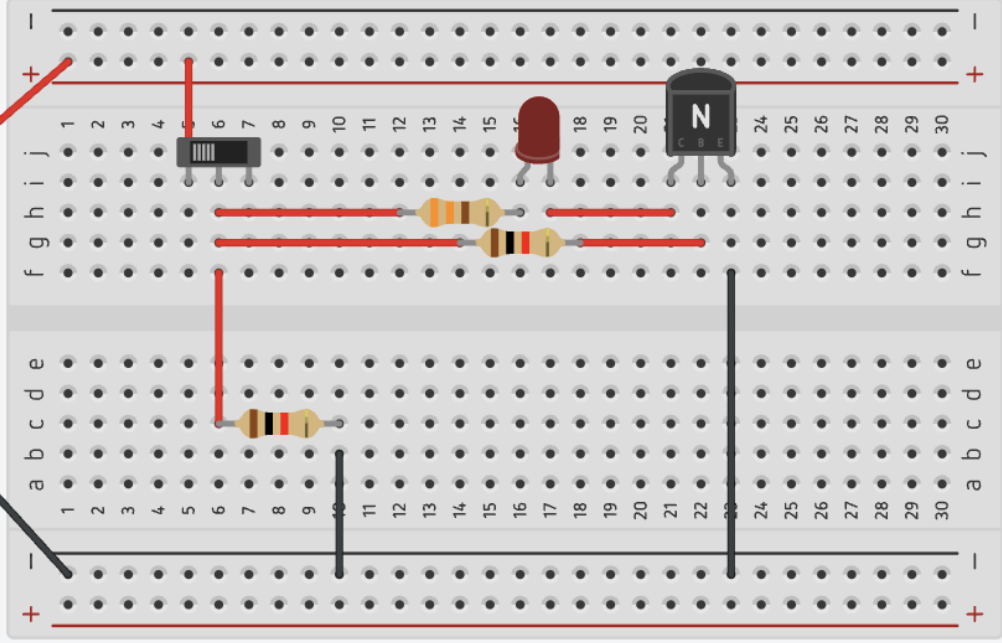 − −
+ +
1 2 3 4 6 7 8 9 10 11 12 13 14 15 17 18 19 20 24 25 26 27 28 29 30
N
C B E
j j
i i
h h
g g
f f
e e
d d
c c
b b
a a
1 2 3 4 5 6 7 8 9 11 12 13 14 15 16 17 18 19 20 21 22 24 25 26 27 28 29 30
− −
+ +